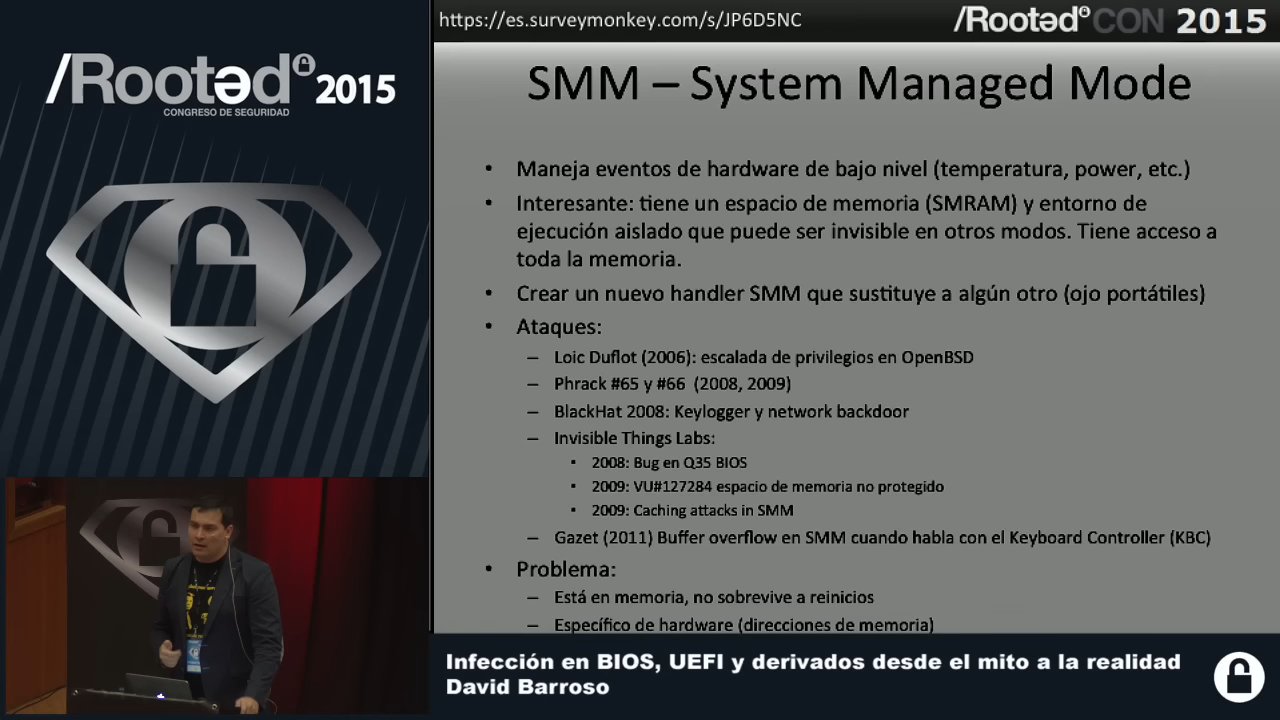 https://es.surveymonkey.com/s/JP6D5NC
/Rooted CON 2015
/Rooted 2015
CONGRESO DE SEGURIDAD
SMM – System Managed Mode
• Maneja eventos de hardware de bajo nivel (temperatura, power, etc.)
• Interesante: tiene un espacio de memoria (SMRAM) y entorno de
ejecución aislado que puede ser invisible en otros modos. Tiene acceso a
toda la memoria.
• Crear un nuevo handler SMM que sustituye a algún otro (ojo portátiles)
• Ataques:
– Loic Duflot (2006): escalada de privilegios en OpenBSD
– Phrack #65 y #66 (2008, 2009)
– BlackHat 2008: Keylogger y network backdoor
– Invisible Things Labs:
• 2008: Bug en Q35 BIOS
• 2009: VU#127284 espacio de memoria no protegido
• 2009: Caching attacks in SMM
– Gazet (2011) Buffer overflow en SMM cuando habla con el Keyboard Controller (KBC)
• Problema:
– Está en memoria, no sobrevive a reinicios
– Específico de hardware (direcciones de memoria)
Infección en BIOS, UEFI y derivados desde el mito a la realidad
David Barroso